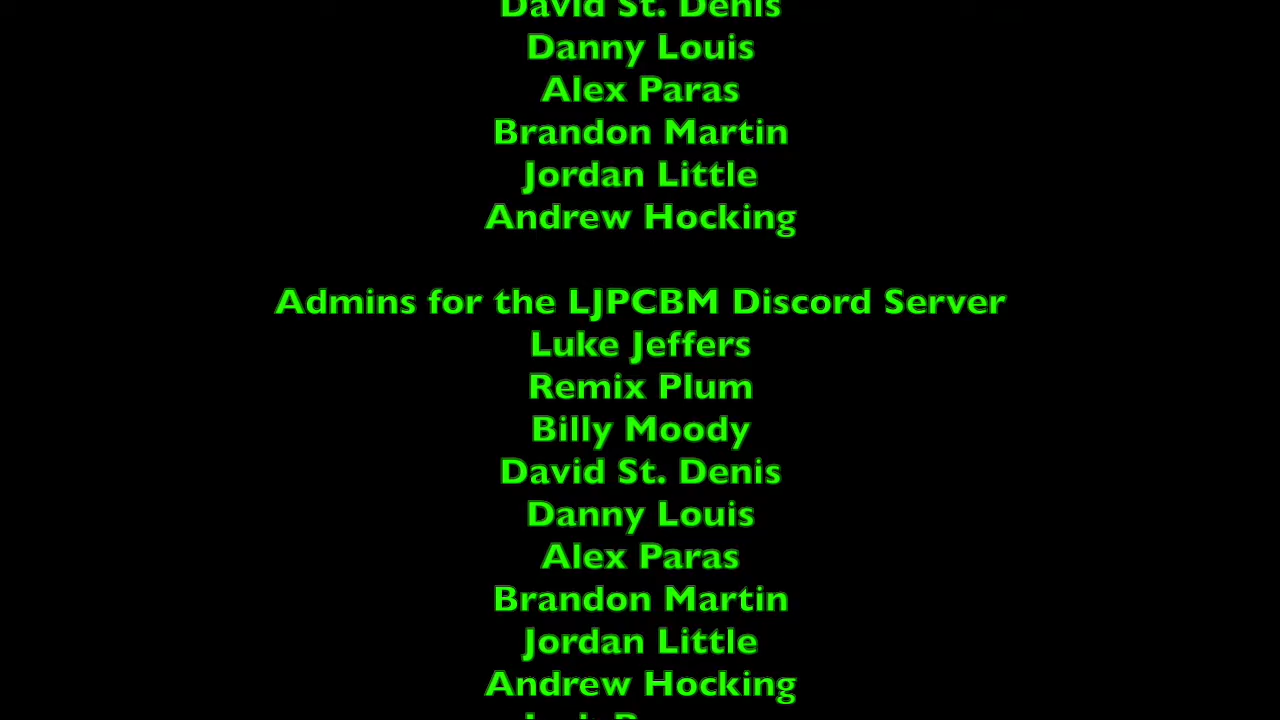 David St. Denis
Danny Louis
Alex Paras
Brandon Martin
Jordan Little
Andrew Hocking
Admins for the LJPCBM Discord Server
Luke Jeffers
Remix Plum
Billy Moody
David St. Denis
Danny Louis
Alex Paras
Brandon Martin
Jordan Little
Andrew Hocking